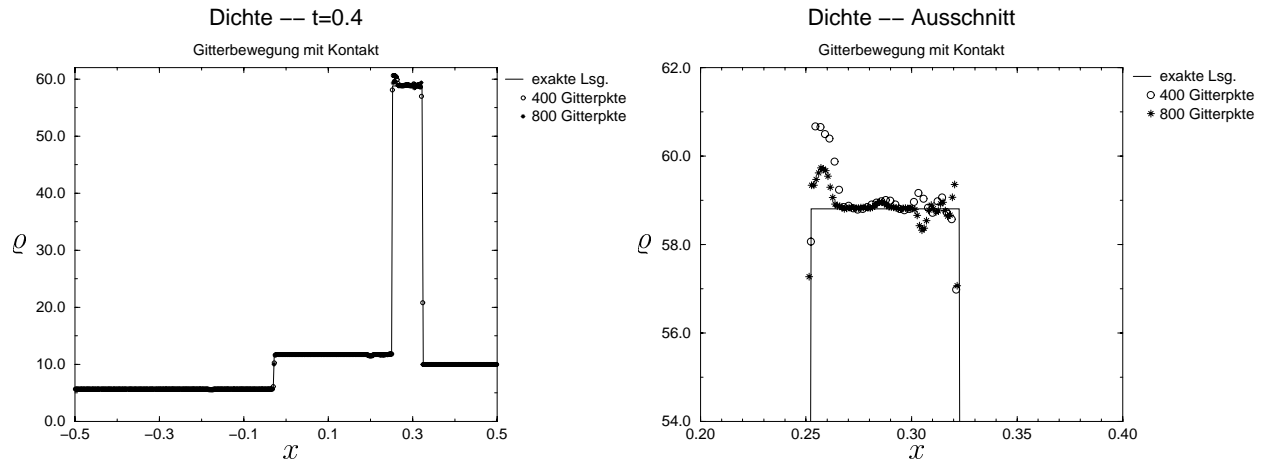 Dichte −− t=0.4
Gitterbewegung mit Kontakt
60.0
50.0
40.0
30.0
20.0
10.0
0.0
−0.5
−0.3
−0.1
0.1
0.3
0.5
ϱ
x
exakte Lsg.
400 Gitterpkte
800 Gitterpkte
Dichte −− Ausschnitt
Gitterbewegung mit Kontakt
62.0
60.0
58.0
56.0
54.0
0.20
0.25
0.30
0.35
0.40
ϱ
x
exakte Lsg.
400 Gitterpkte
800 Gitterpkte